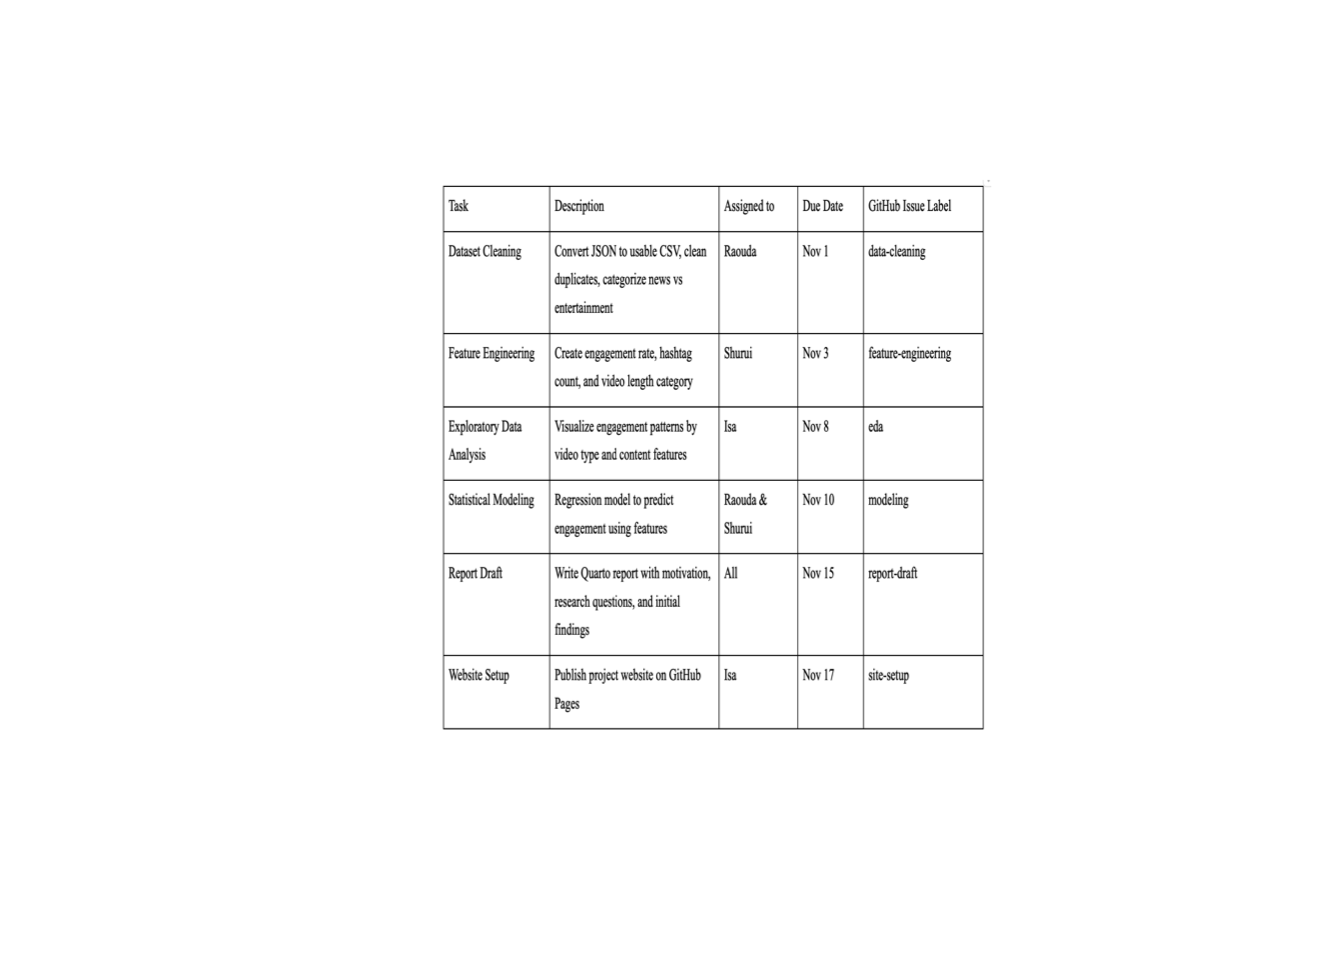 Task Description Assigned to Due Date GitHub Issue Label
Dataset Cleaning Convert JSON to usable CSV, clean Raouda Nov 1 data-cleaning
duplicates, categorize news vs
entertainment
Feature Engineering Create engagement rate, hashtag Shurui Nov 3 feature-engineering
count, and video length category
Exploratory Data Visualize engagement patterns by Isa Nov 8 eda
Analysis video type and content features
Statistical Modeling Regression model to predict Raouda & Nov 10 modeling
engagement using features Shurui
Report Draft Write Quarto report with motivation, All Nov 15 report-draft
research questions, and initial
findings
Website Setup Publish project website on GitHub Isa Nov 17 site-setup
Pages